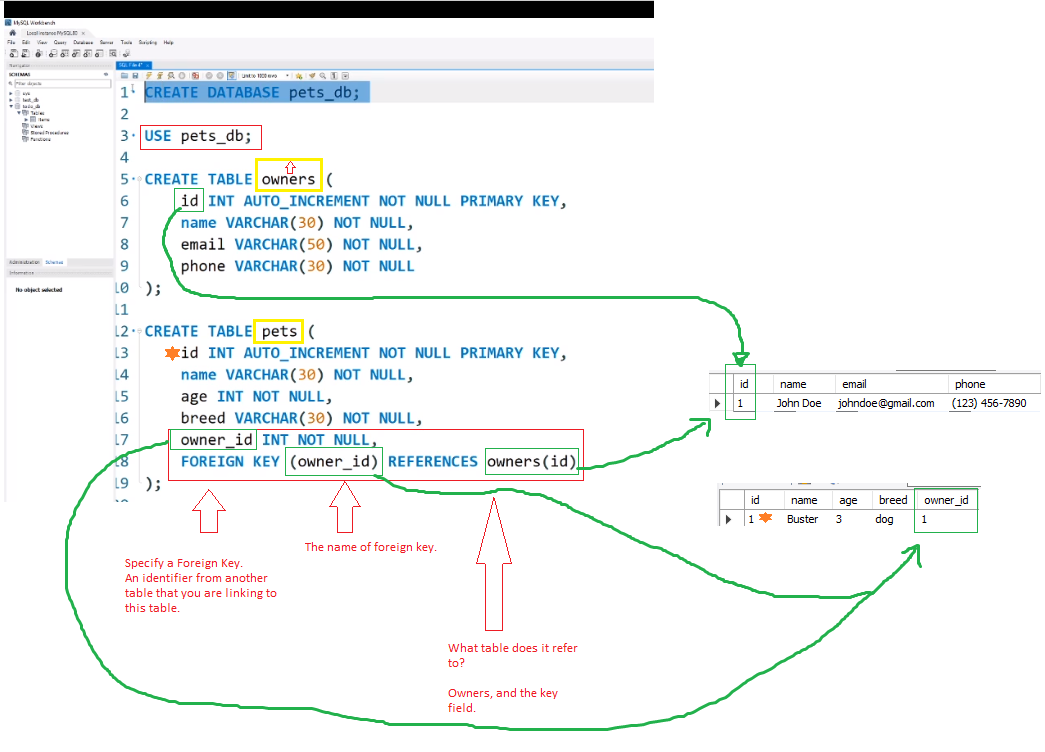 MySQL Workbench
Local instance MySQL80 ×
File Edit View Query Database Server Tools Scripting Help
Navigator
SCHEMAS
Filter objects
sys
test_db
todo_db
Tables
items
Views
Stored Procedures
Functions
Administration Schemas
Information
No object selected
SQL File 4* ×
Limit to 1000 rows
1 CREATE DATABASE pets_db;
2
3 USE pets_db;
4
5 CREATE TABLE owners (
6 id INT AUTO_INCREMENT NOT NULL PRIMARY KEY,
7 name VARCHAR(30) NOT NULL,
8 email VARCHAR(50) NOT NULL,
9 phone VARCHAR(30) NOT NULL
10 );
11
12 CREATE TABLE pets (
13 id INT AUTO_INCREMENT NOT NULL PRIMARY KEY,
14 name VARCHAR(30) NOT NULL,
15 age INT NOT NULL,
16 breed VARCHAR(30) NOT NULL,
17 owner_id INT NOT NULL,
18 FOREIGN KEY (owner_id) REFERENCES owners(id)
19 );
id name email phone
1 John Doe johndoe@gmail.com (123) 456-7890
id name age breed owner_id
1 Buster 3 dog 1
Specify a Foreign Key.
An identifier from another
table that you are linking to
this table.
The name of foreign key.
What table does it refer
to?
Owners, and the key
field.